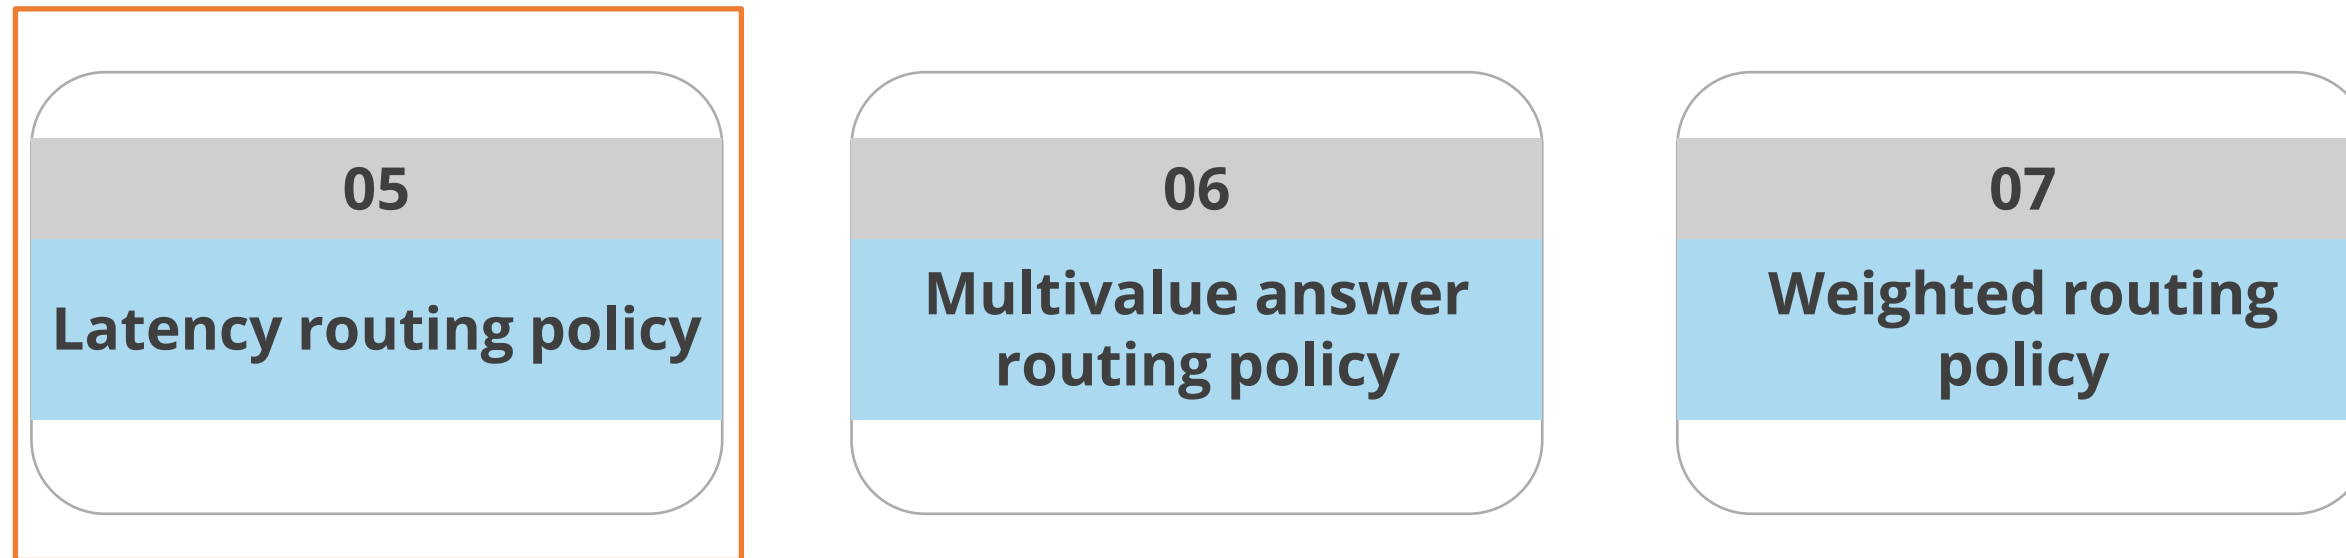 05
Latency routing policy
06
Multivalue answer
routing policy
07
Weighted routing
policy